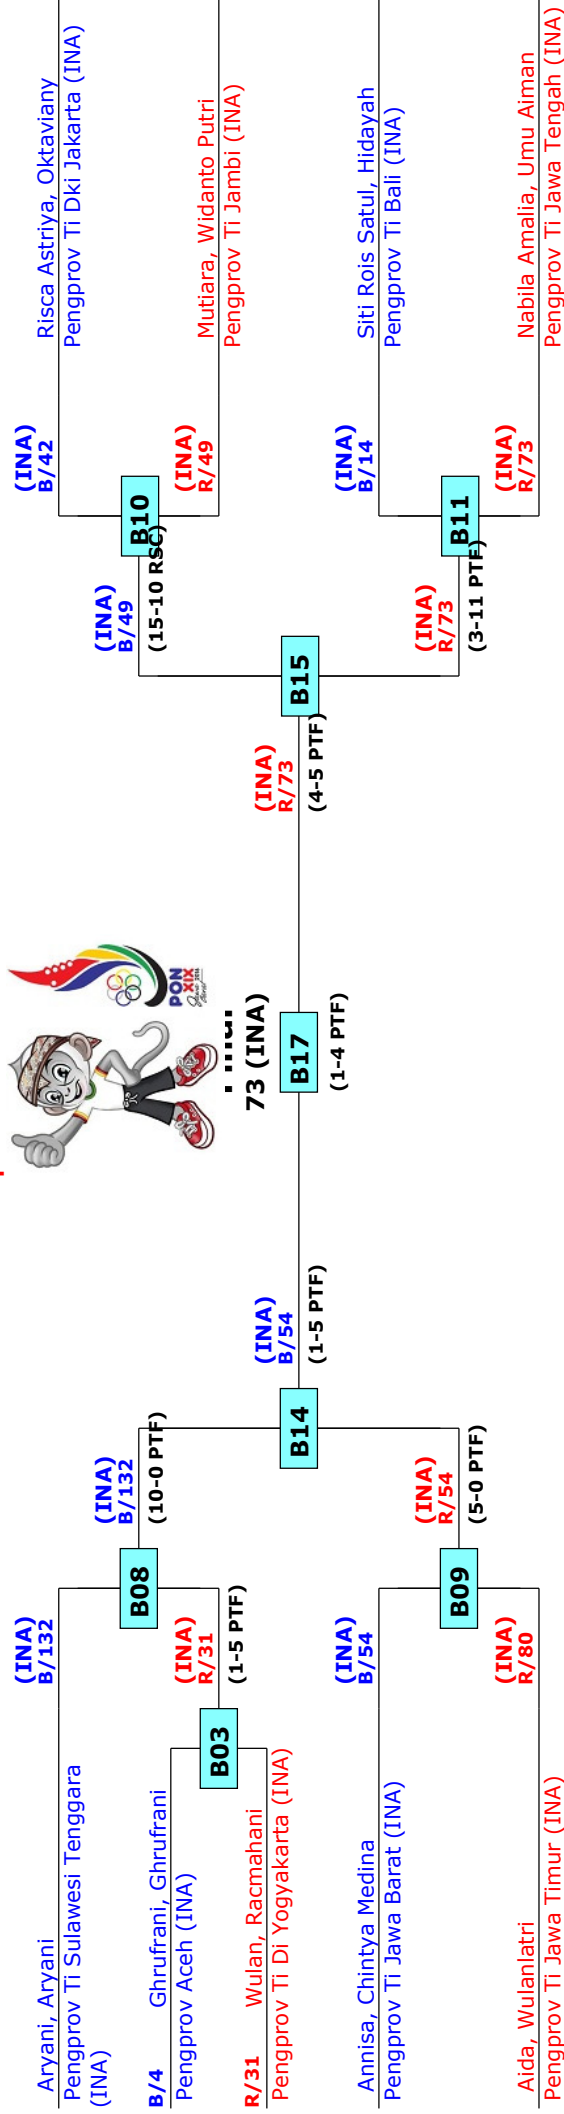 Aryani, Aryani
Pengprov Ti Sulawesi Tenggara
(INA)
(INA)
B/132
B/4 Ghrufrani, Ghrufrani
Pengprov Aceh (INA)
R/31 Wulan, Racmahani
Pengprov Ti Di Yogyakarta (INA)
B03
(INA)
R/31
(1-5 PTF)
B08
(INA)
B/132
(10-0 PTF)
Annisa, Chintya Medina
Pengprov Ti Jawa Barat (INA)
(INA)
B/54
Aida, Wulanlatri
Pengprov Ti Jawa Timur (INA)
(INA)
R/80
B09
(INA)
R/54
(5-0 PTF)
B14
(INA)
B/54
(1-5 PTF)
PON
XIX
73 (INA)
B17
(1-4 PTF)
(INA)
R/73
(4-5 PTF)
B15
(INA)
B/49
(15-10 RSC)
B10
(INA)
B/42
Risca Astriya, Oktaviany
Pengprov Ti Dki Jakarta (INA)
(INA)
R/49
Mutiara, Widanto Putri
Pengprov Ti Jambi (INA)
(INA)
R/73
(3-11 PTF)
B11
(INA)
B/14
Siti Rois Satul, Hidayah
Pengprov Ti Bali (INA)
(INA)
R/73
Nabila Amalia, Umu Aiman
Pengprov Ti Jawa Tengah (INA)